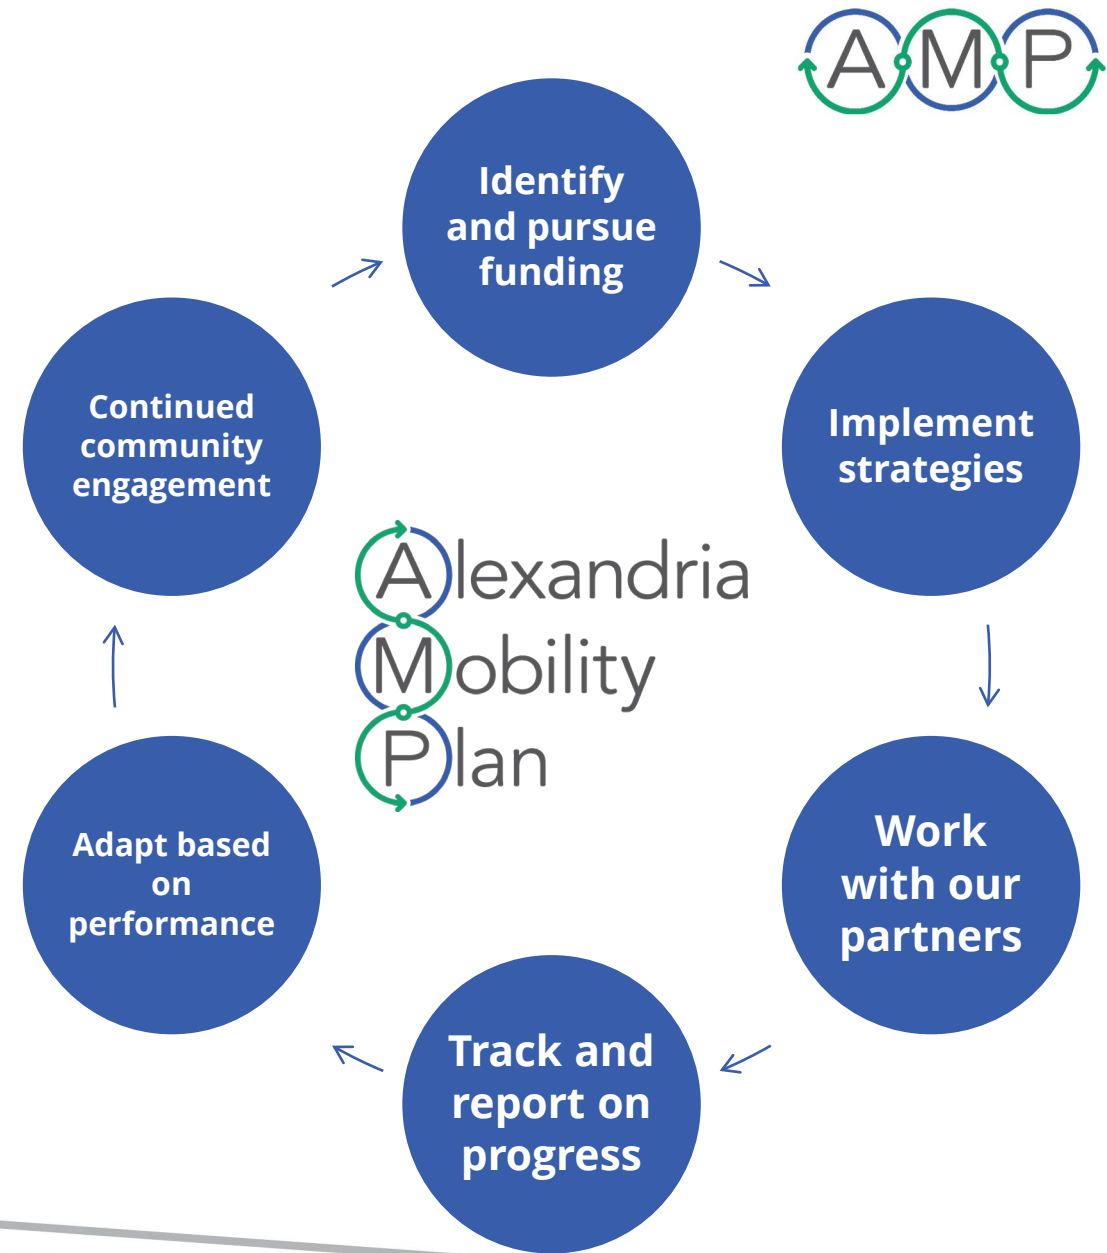 AMP
Identify
and pursue
funding
Implement
strategies
Work
with our
partners
Track and
report on
progress
Adapt based
on
performance
Continued
community
engagement
Alexandria
Mobility
Plan